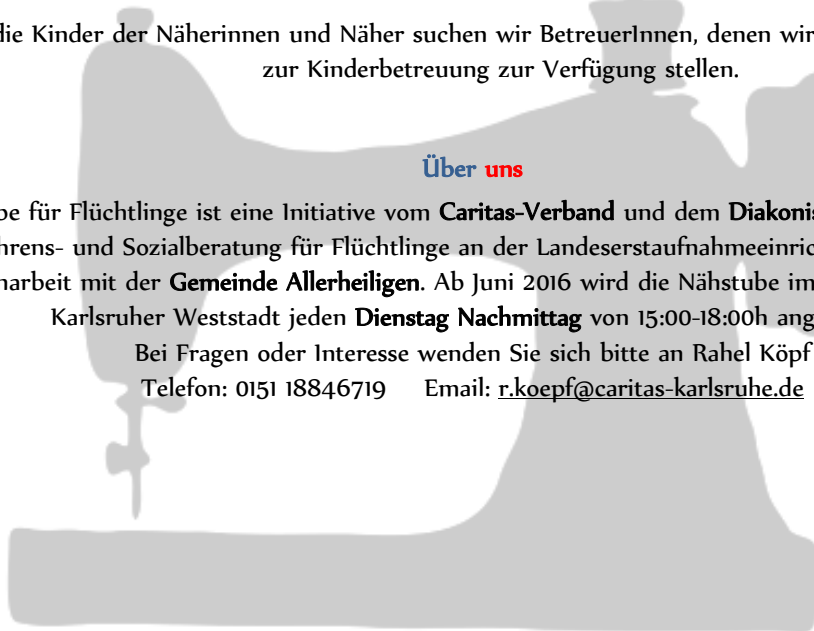 die Kinder der Näherinnen und Näher suchen wir BetreuerInnen, denen wir
zur Kinderbetreuung zur Verfügung stellen.
Über uns
be für Flüchtlinge ist eine Initiative vom Caritas-Verband und dem Diakonis
hrens- und Sozialberatung für Flüchtlinge an der Landeserstaufnahmeeinric
narbeit mit der Gemeinde Allerheiligen. Ab Juni 2016 wird die Nähstube im
Karlsruher Weststadt jeden Dienstag Nachmittag von 15:00-18:00h ang
Bei Fragen oder Interesse wenden Sie sich bitte an Rahel Köpf
Telefon: 0151 18846719 Email: r.koepf@caritas-karlsruhe.de